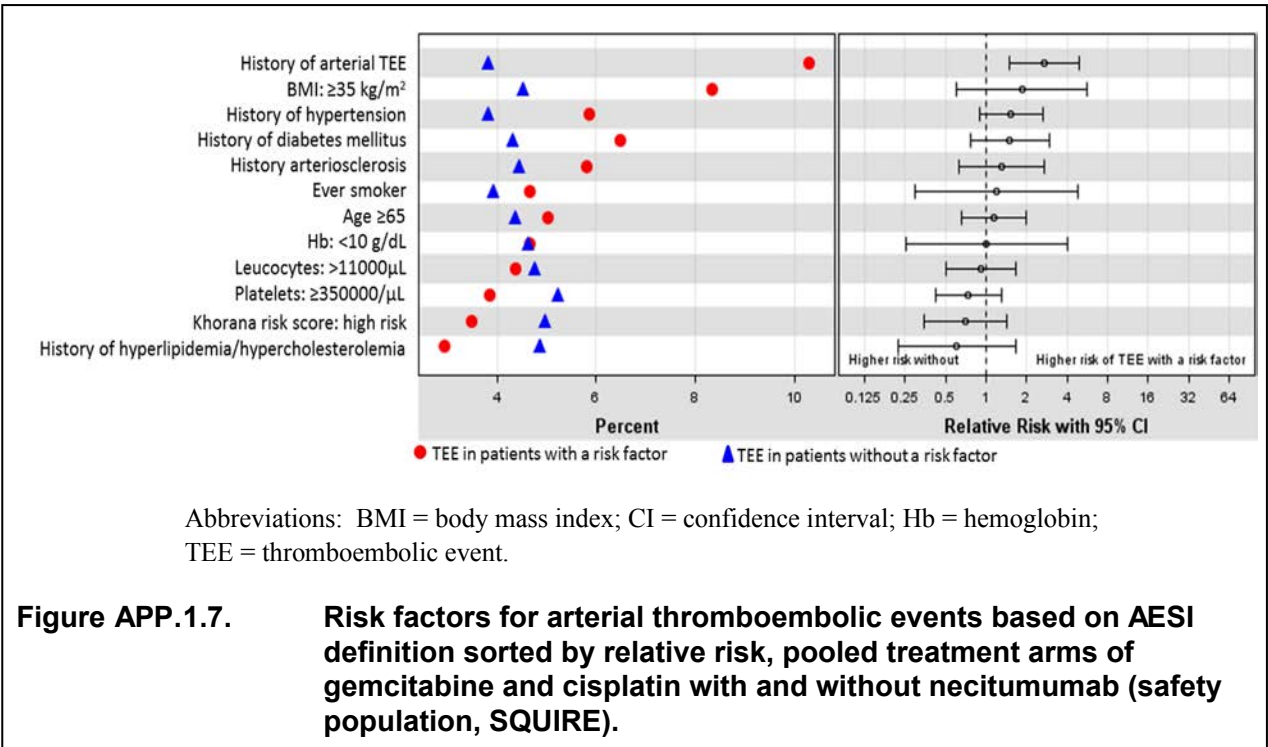 History of arterial TEE
BMI: ≥35 kg/m²
History of hypertension
History of diabetes mellitus
History arteriosclerosis
Ever smoker
Age ≥65
Hb: <10 g/dL
Leucocytes: >11000µL
Platelets: ≥350000/µL
Khorana risk score: high risk
History of hyperlipidemia/hypercholesterolemia
Higher risk without
Higher risk of TEE with a risk factor
4 6 8 10
0.125 0.25 0.5 1 2 4 8 16 32 64
Percent
Relative Risk with 95% CI
TEE in patients with a risk factor
TEE in patients without a risk factor
Abbreviations: BMI = body mass index; CI = confidence interval; Hb = hemoglobin;
TEE = thromboembolic event.
Figure APP.1.7. Risk factors for arterial thromboembolic events based on AESI
definition sorted by relative risk, pooled treatment arms of
gemcitabine and cisplatin with and without necitumumab (safety
population, SQUIRE).